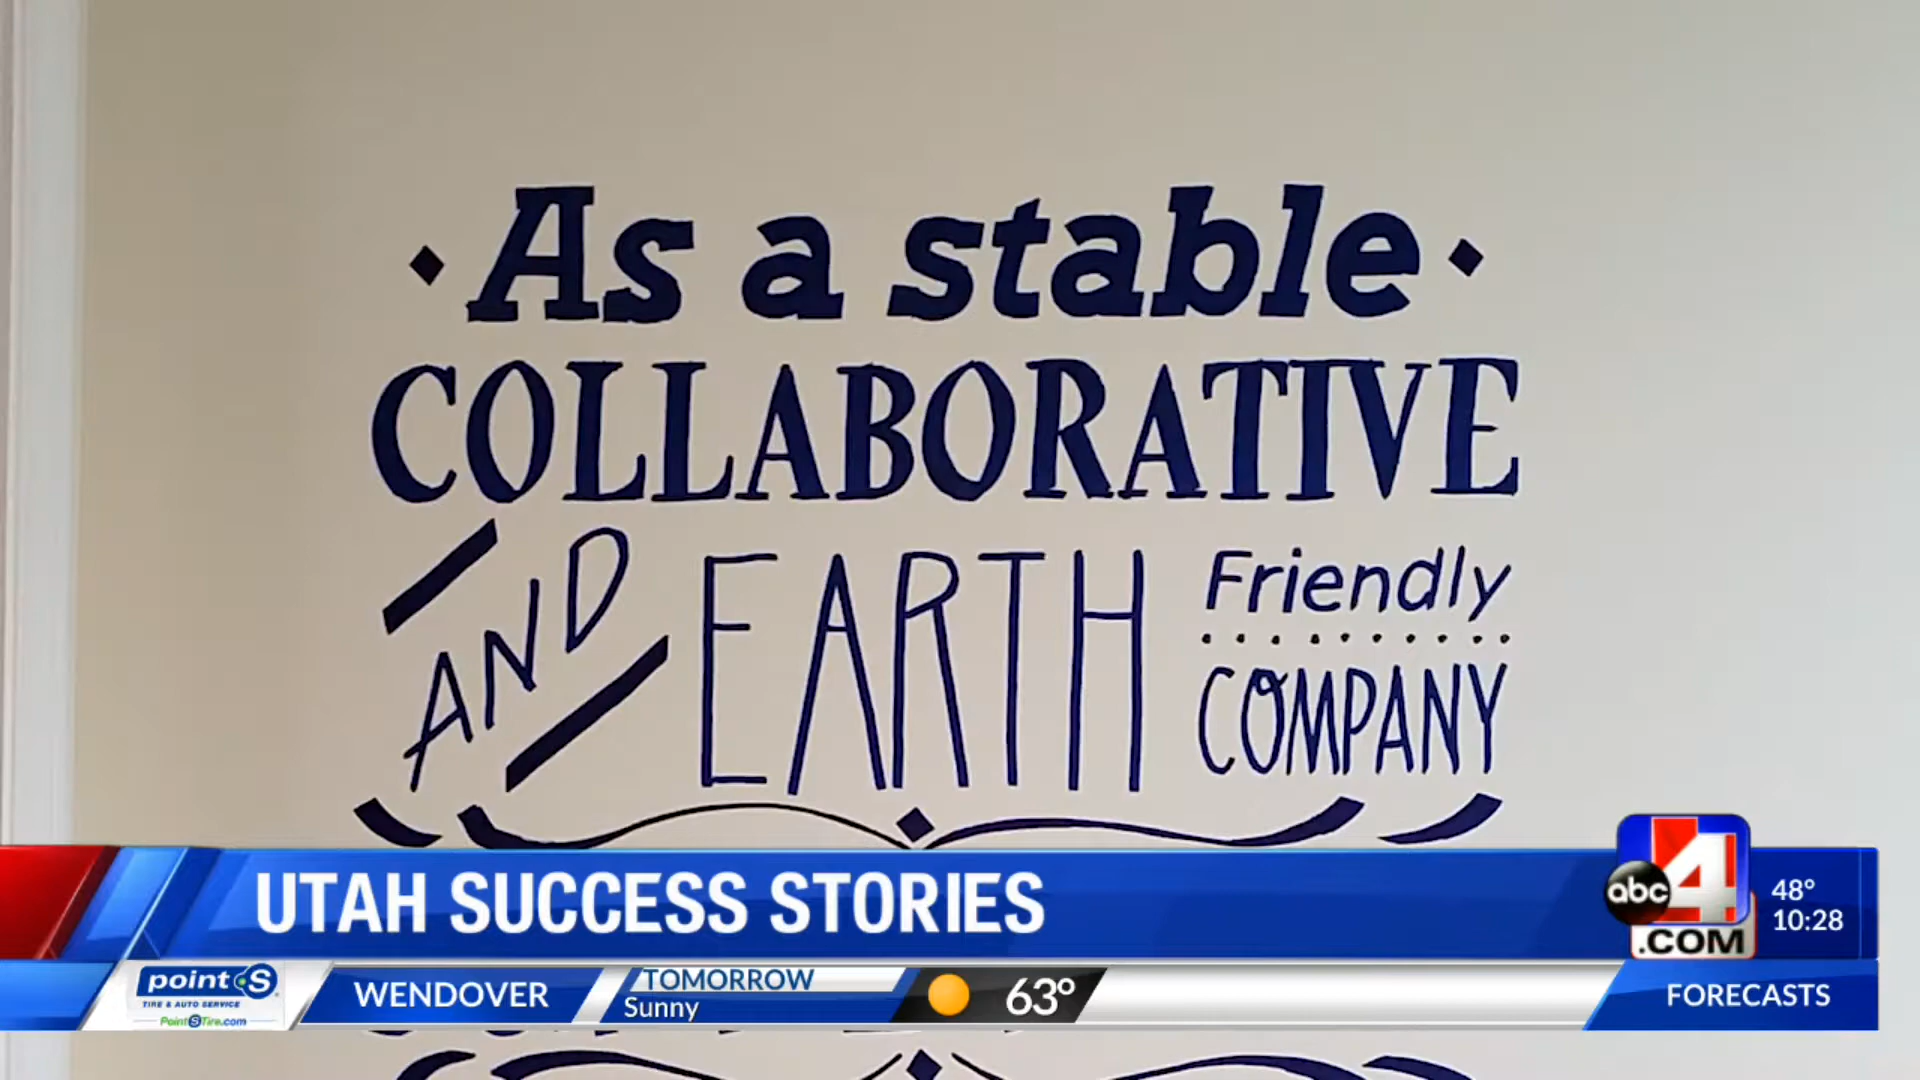 As a stable
COLLABORATIVE
AND EARTH Friendly
COMPANY
UTAH SUCCESS STORIES
abc 4 .COM
48°
10:28
point S
TIRE & AUTO SERVICE
PointSTire.com
WENDOVER
TOMORROW
Sunny
63°
FORECASTS